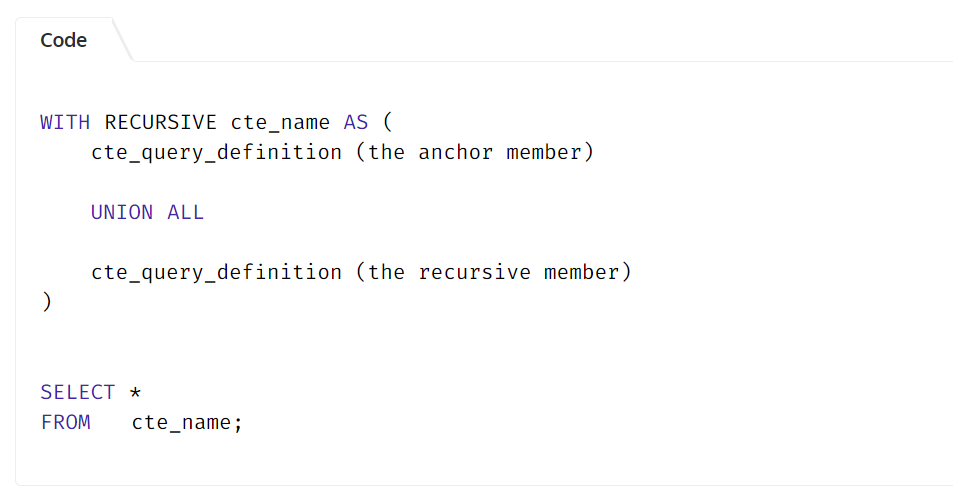 Code
WITH RECURSIVE cte_name AS (
    cte_query_definition (the anchor member)
    UNION ALL
    cte_query_definition (the recursive member)
)
SELECT *
FROM   cte_name;